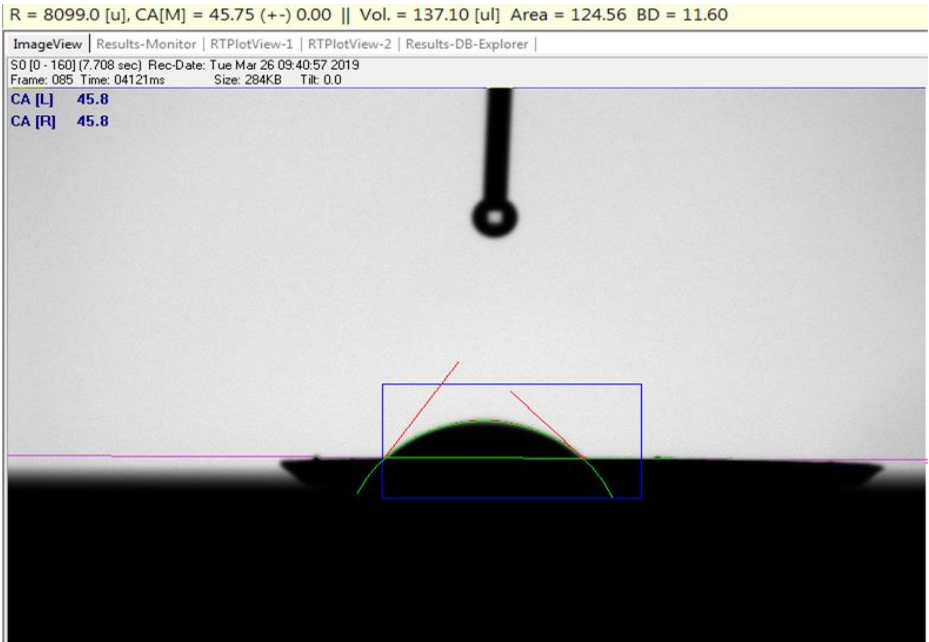 R = 8099.0 [u], CA[M] = 45.75 (+-) 0.00 || Vol. = 137.10 [ul] Area = 124.56 BD = 11.60
ImageView | Results-Monitor | RTPlotView-1 | RTPlotView-2 | Results-DB-Explorer |
S0 [0 - 160] (7.708 sec) Rec-Date: Tue Mar 26 09:40:57 2019
Frame: 085 Time: 04121ms Size: 284KB Tilt: 0.0
CA [L] 45.8
CA [R] 45.8